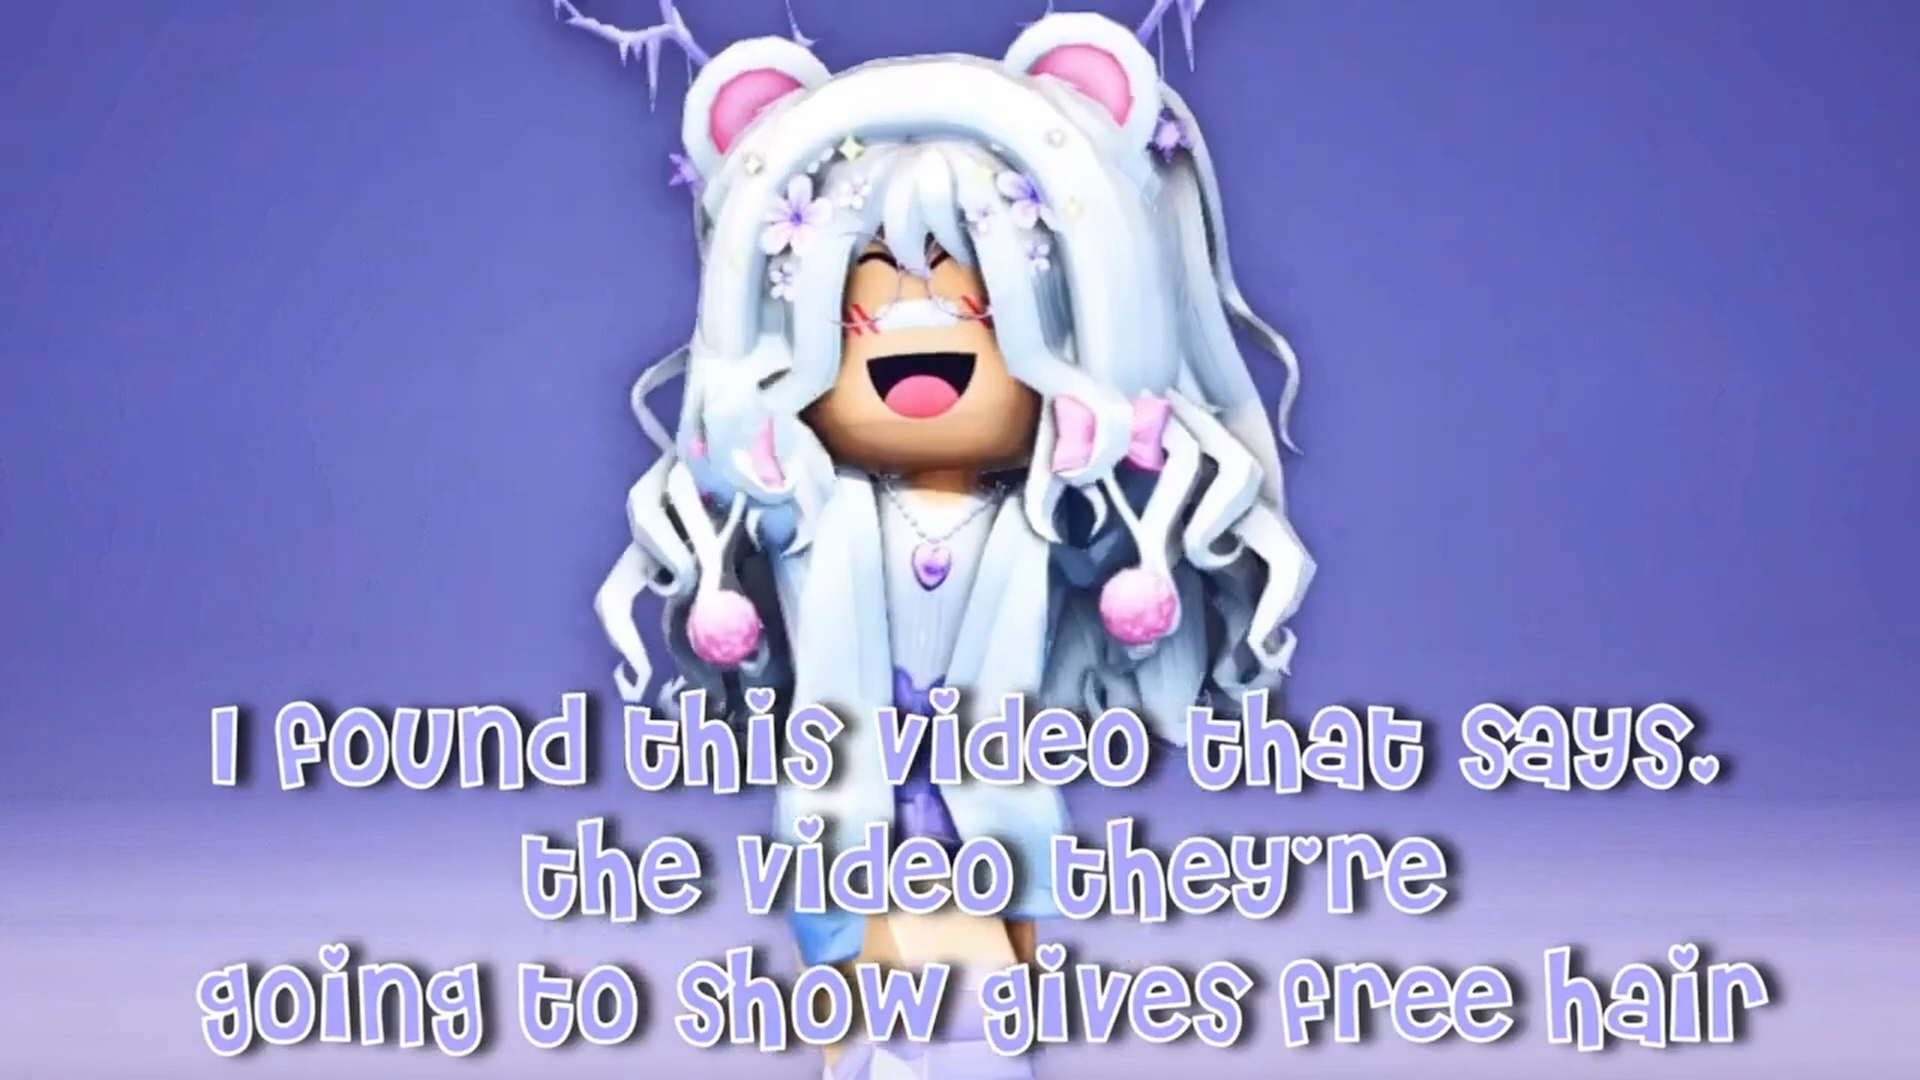 I found this video that says.
the video they're
going to show gives free hair